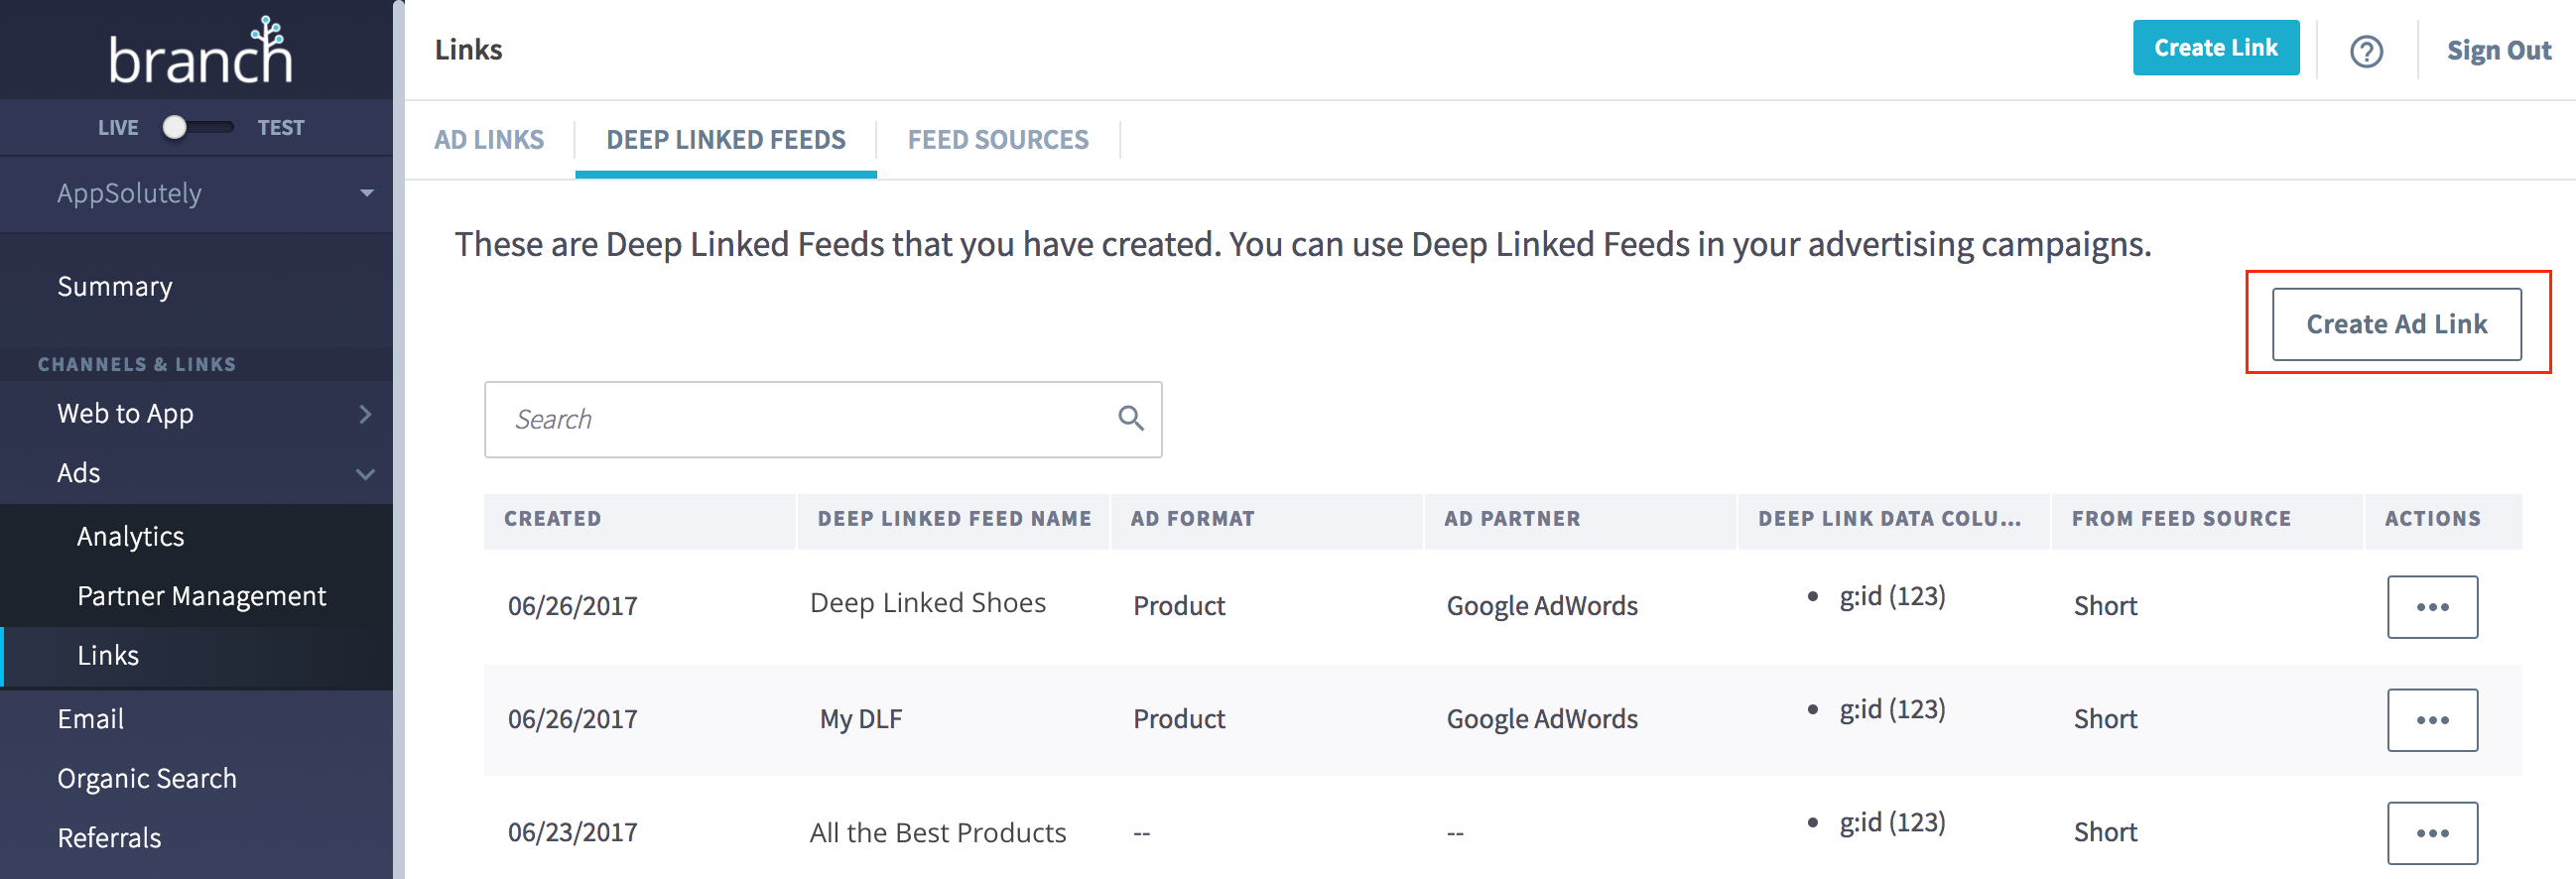 branch
LIVE TEST
AppSolutely
Summary
CHANNELS & LINKS
Web to App
Ads
Analytics
Partner Management
Links
Email
Organic Search
Referrals
Links
Create Link
?
Sign Out
AD LINKS DEEP LINKED FEEDS FEED SOURCES
These are Deep Linked Feeds that you have created. You can use Deep Linked Feeds in your advertising campaigns.
Create Ad Link
Search
CREATED DEEP LINKED FEED NAME AD FORMAT AD PARTNER DEEP LINK DATA COLU... FROM FEED SOURCE ACTIONS
06/26/2017 Deep Linked Shoes Product Google AdWords • g:id (123) Short •••
06/26/2017 My DLF Product Google AdWords • g:id (123) Short •••
06/23/2017 All the Best Products -- -- • g:id (123) Short •••